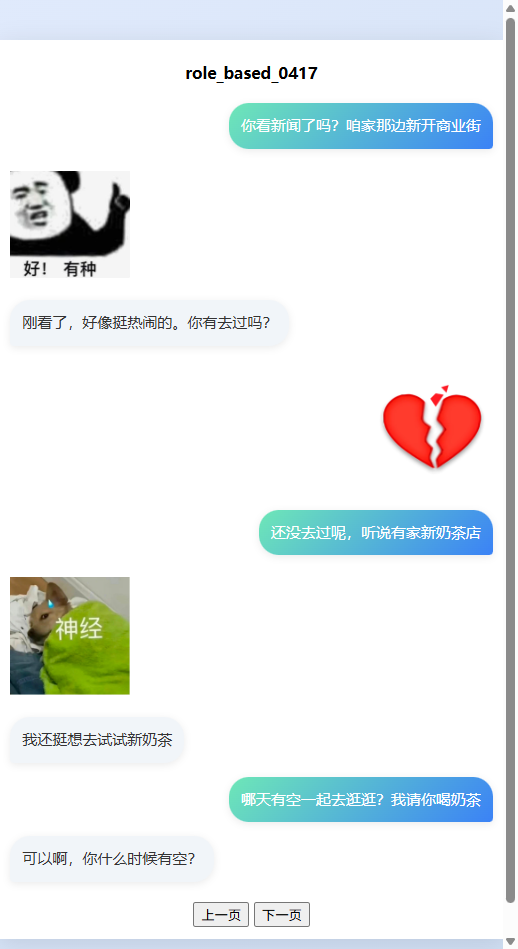 role_based_0417
你看新闻了吗？咱家那边新开商业街
好！ 有种
刚看了，好像挺热闹的。你有去过吗？
还没去过呢，听说有家新奶茶店
神经
我还挺想去试试新奶茶
哪天有空一起去逛逛？我请你喝奶茶
可以啊，你什么时候有空？
上一页 下一页